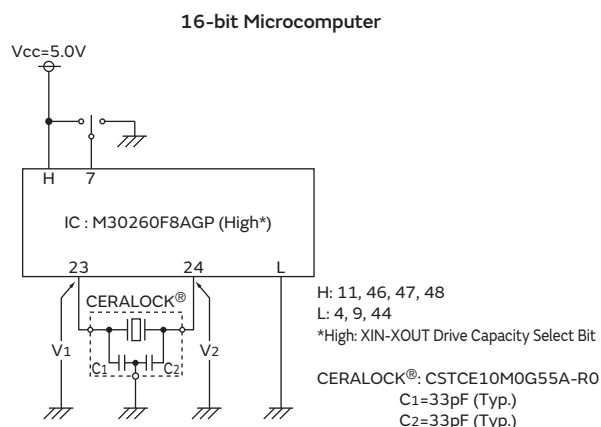 16-bit Microcomputer
Vcc=5.0V
H 7
IC : M30260F8AGP (High*)
23 24 L
CERALOCK®
V1 C1 C2 V2
H: 11, 46, 47, 48
L: 4, 9, 44
*High: XIN-XOUT Drive Capacity Select Bit
CERALOCK®: CSTCE10M0G55A-R0
C1=33pF (Typ.)
C2=33pF (Typ.)